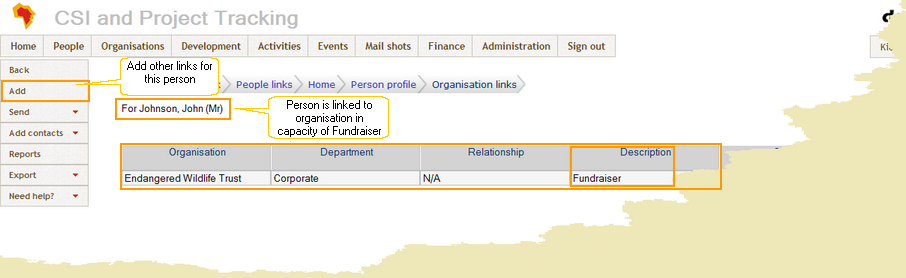 CSI and Project Tracking
Home People Organisations Development Activities Events Mail shots Finance Administration Sign out
Back
Add
Send
Add contacts
Reports
Export
Need help?
Add other links for
this person
People links Home Person profile Organisation links
For Johnson, John (Mr)
Person is linked to
organisation in
capacity of Fundraiser
Organisation Department Relationship Description
Endangered Wildlife Trust Corporate N/A Fundraiser